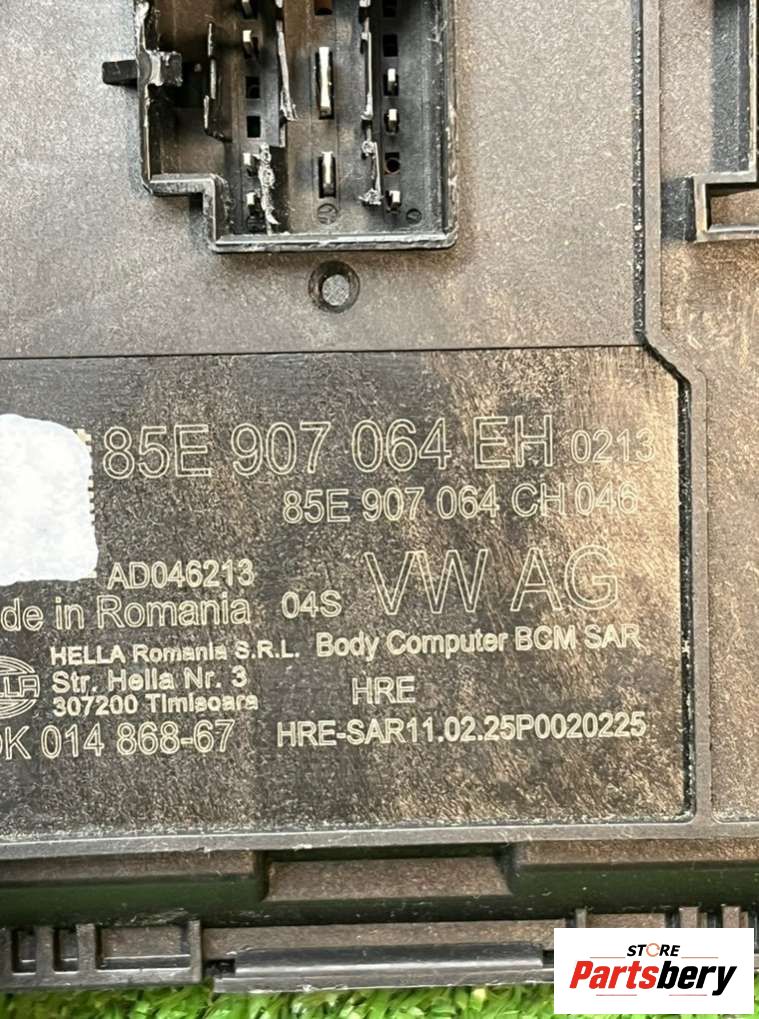 85E 907 064 EH 0213
85E 907 064 CH 046
AD046213
VW AG
de in Romania 04S
HELLA Romania S.R.L. Body Computer BCM SAR
Str. Hella Nr. 3
HRE
307200 Timisoara
K 014 868-67
HRE-SAR11.02.25P0020225
STORE
Partsbery